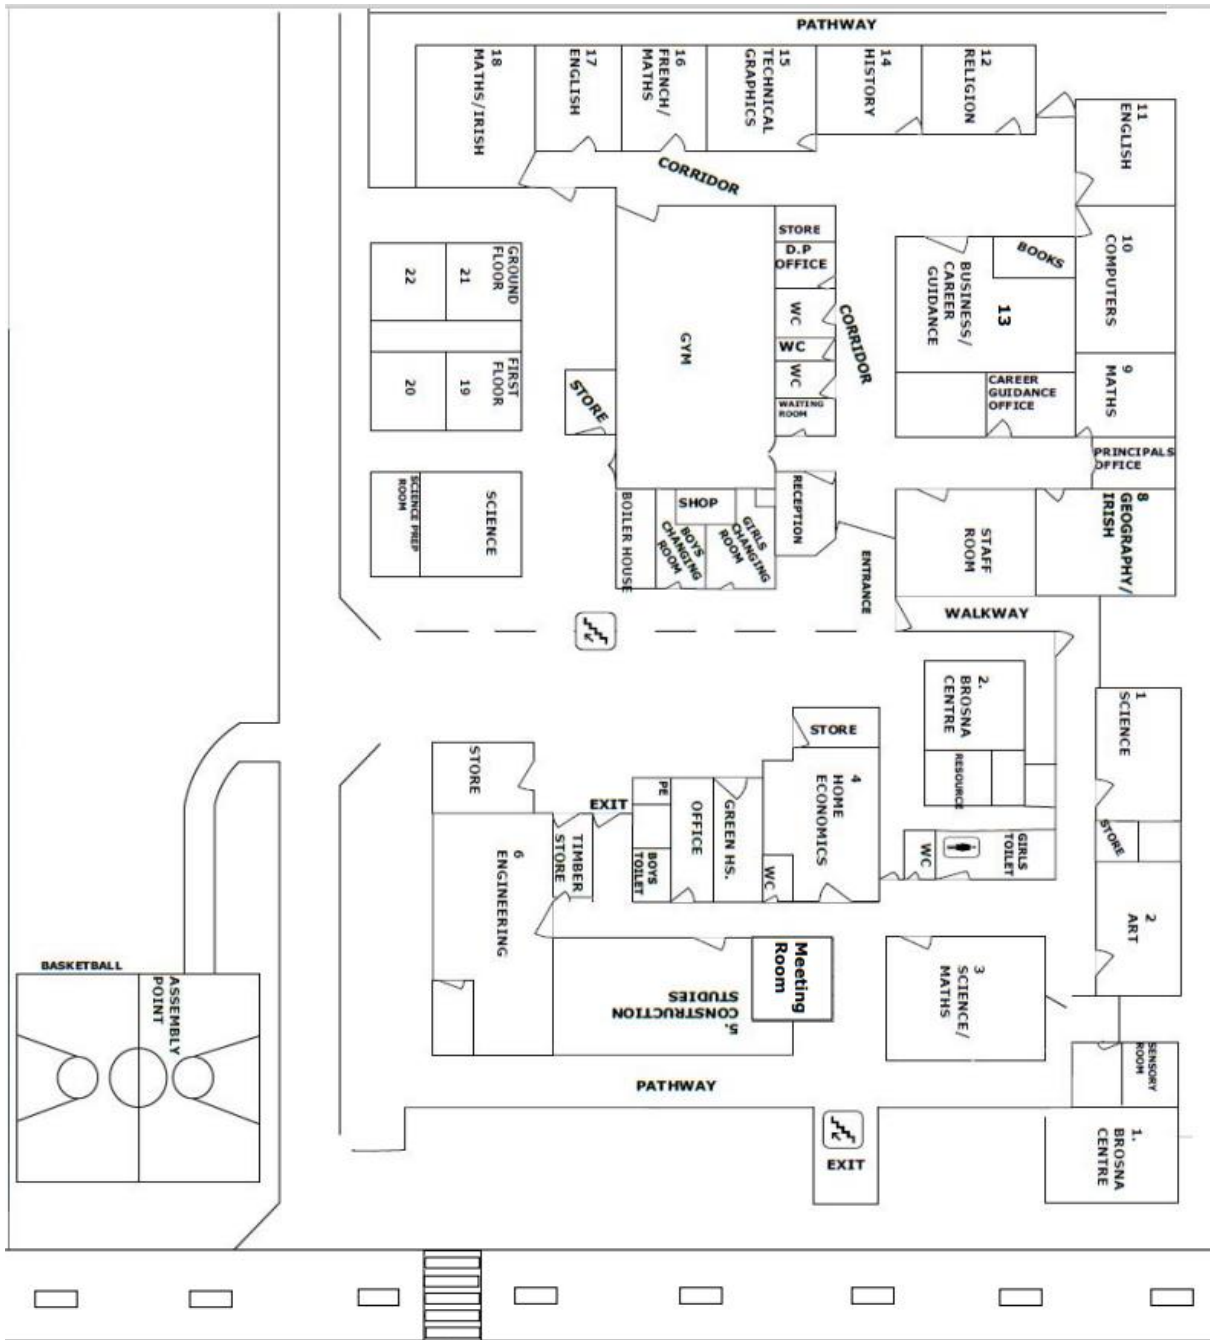 PATHWAY
18
MATHS/IRISH
17
ENGLISH
16
FRENCH/
MATHS
15
TECHNICAL
GRAPHICS
14
HISTORY
12
RELIGION
11
ENGLISH
CORRIDOR
STORE
D.P
OFFICE
WC
WC
WC
WAITING
ROOM
CORRIDOR
GYM
BOOKS
BUSINESS/
CAREER
GUIDANCE
13
10
COMPUTERS
9
MATHS
CAREER
GUIDANCE
OFFICE
PRINCIPALS
OFFICE
GROUND
FLOOR
21
22
FIRST
FLOOR
19
20
STORE
SCIENCE PREP
ROOM
SCIENCE
BOILER HOUSE
SHOP
BOYS
CHANGING
ROOM
GIRLS
CHANGING
ROOM
RECEPTION
ENTRANCE
STAFF
ROOM
8
GEOGRAPHY/
IRISH
WALKWAY
2.
BROSNA
CENTRE
RESOURCE
1
SCIENCE
STORE
STORE
STORE
4
HOME
ECONOMICS
EXIT
PE
OFFICE
GREEN HS.
WC
BOYS
TOILET
TIMBER
STORE
WC
GIRLS
TOILET
2
ART
6
ENGINEERING
Meeting
Room
5.
CONSTRUCTION
STUDIES
3
SCIENCE/
MATHS
SENSORY
ROOM
BASKETBALL
ASSEMBLY
POINT
PATHWAY
EXIT
1.
BROSNA
CENTRE